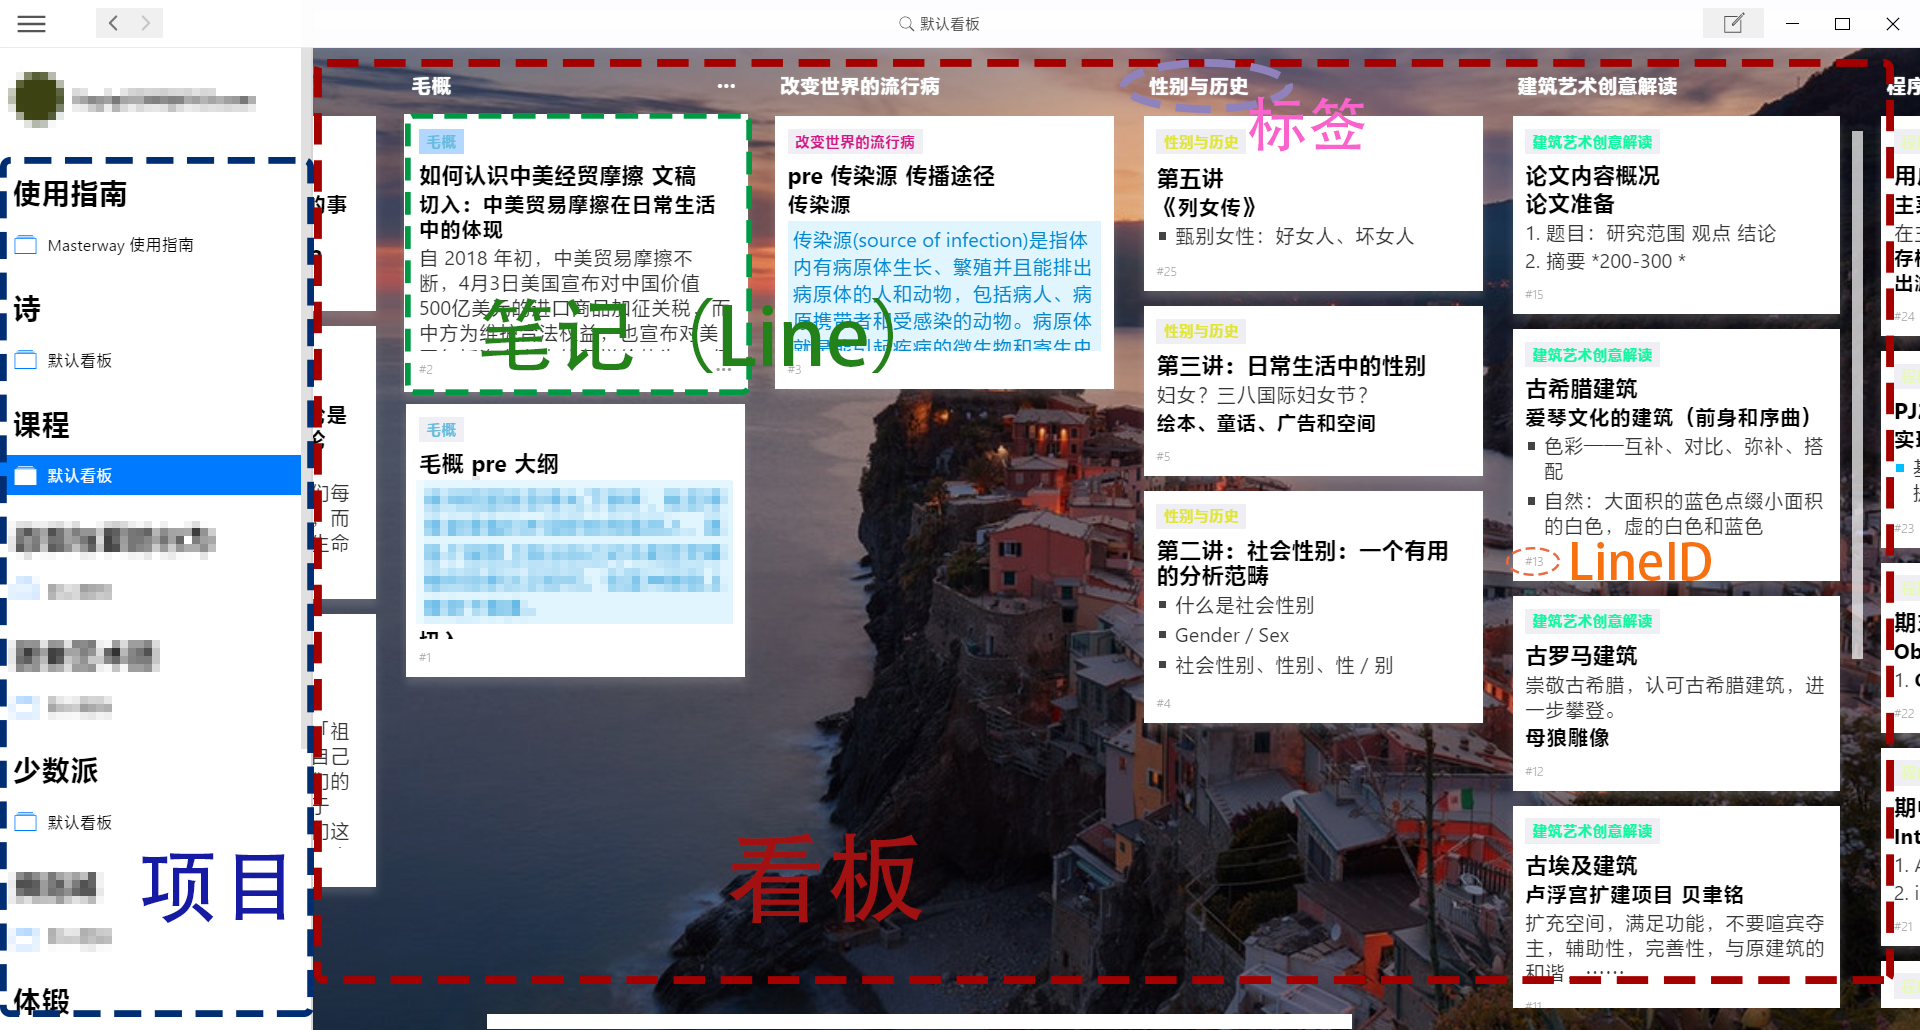 默认看板
使用指南
Masterway 使用指南
诗
默认看板
课程
默认看板
少数派
默认看板
体锻
项目
的事
们每
，而
生命
「祖
自己
们的
于
们这
毛概
毛概
如何认识中美经贸摩擦 文稿
切入：中美贸易摩擦在日常生活
中的体现
自 2018 年初，中美贸易摩擦不
断，4月3日美国宣布对中国价值
500亿美元的进口商品加征关税，而
中方为维护合法权益，也宣布对美
#2
笔记（Line）
毛概
毛概 pre 大纲
切入
#1
改变世界的流行病
改变世界的流行病
pre 传染源 传播途径
传染源
传染源(source of infection)是指体
内有病原体生长、繁殖并且能排出
病原体的人和动物，包括病人、病
原携带者和受感染的动物。病原体
就是能引起疾病的微生物和寄生虫
#3
看板
性别与历史
标签
性别与历史
第五讲
《列女传》
甄别女性：好女人、坏女人
#25
性别与历史
第三讲：日常生活中的性别
妇女？三八国际妇女节？
绘本、童话、广告和空间
#5
性别与历史
第二讲：社会性别：一个有用
的分析范畴
什么是社会性别
Gender / Sex
社会性别、性别、性 / 别
#4
建筑艺术创意解读
建筑艺术创意解读
论文内容概况
论文准备
1. 题目：研究范围 观点 结论
2. 摘要 *200-300 *
#15
建筑艺术创意解读
古希腊建筑
爱琴文化的建筑（前身和序曲）
色彩——互补、对比、弥补、搭
配
自然：大面积的蓝色点缀小面积
的白色，虚的白色和蓝色
#13
LineID
建筑艺术创意解读
古罗马建筑
崇敬古希腊，认可古希腊建筑，进
一步攀登。
母狼雕像
#12
建筑艺术创意解读
古埃及建筑
卢浮宫扩建项目 贝聿铭
扩充空间，满足功能，不要喧宾夺
主，辅助性，完善性，与原建筑的
和谐。……
#11
程序
#24
#23
#22
#21